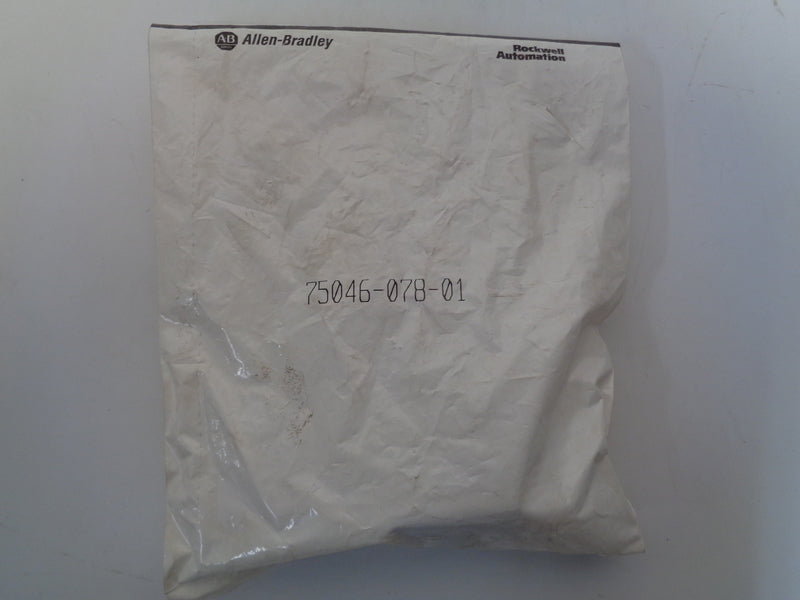 AB Allen-Bradley
Rockwell
Automation
75046-078-01